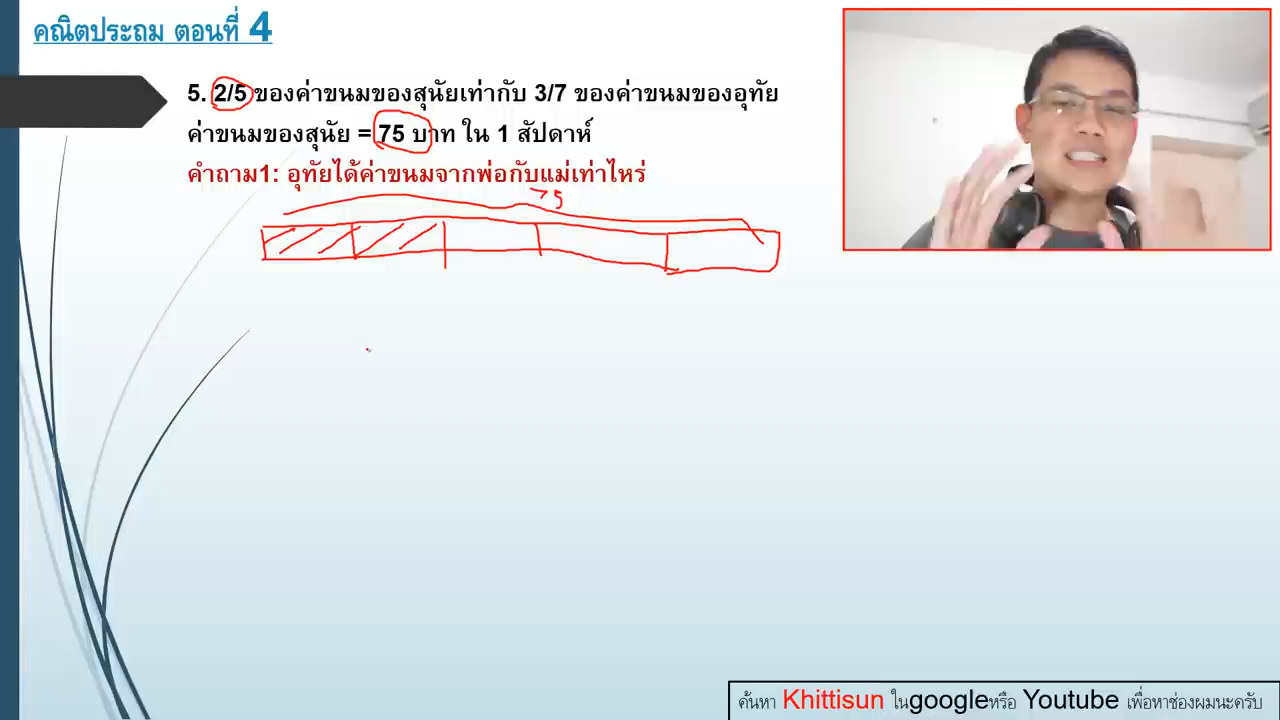 คณิตประถม ตอนที่ 4
5. 2/5 ของค่าขนมของสุนัยเท่ากับ 3/7 ของค่าขนมของอุทัย
ค่าขนมของสุนัย = 75 บาท ใน 1 สัปดาห์
คำถาม1: อุทัยได้ค่าขนมจากพ่อกับแม่เท่าไหร่
75
ค้นหา Khittisun ในgoogleหรือ Youtube เพื่อหาช่องผมนะครับ